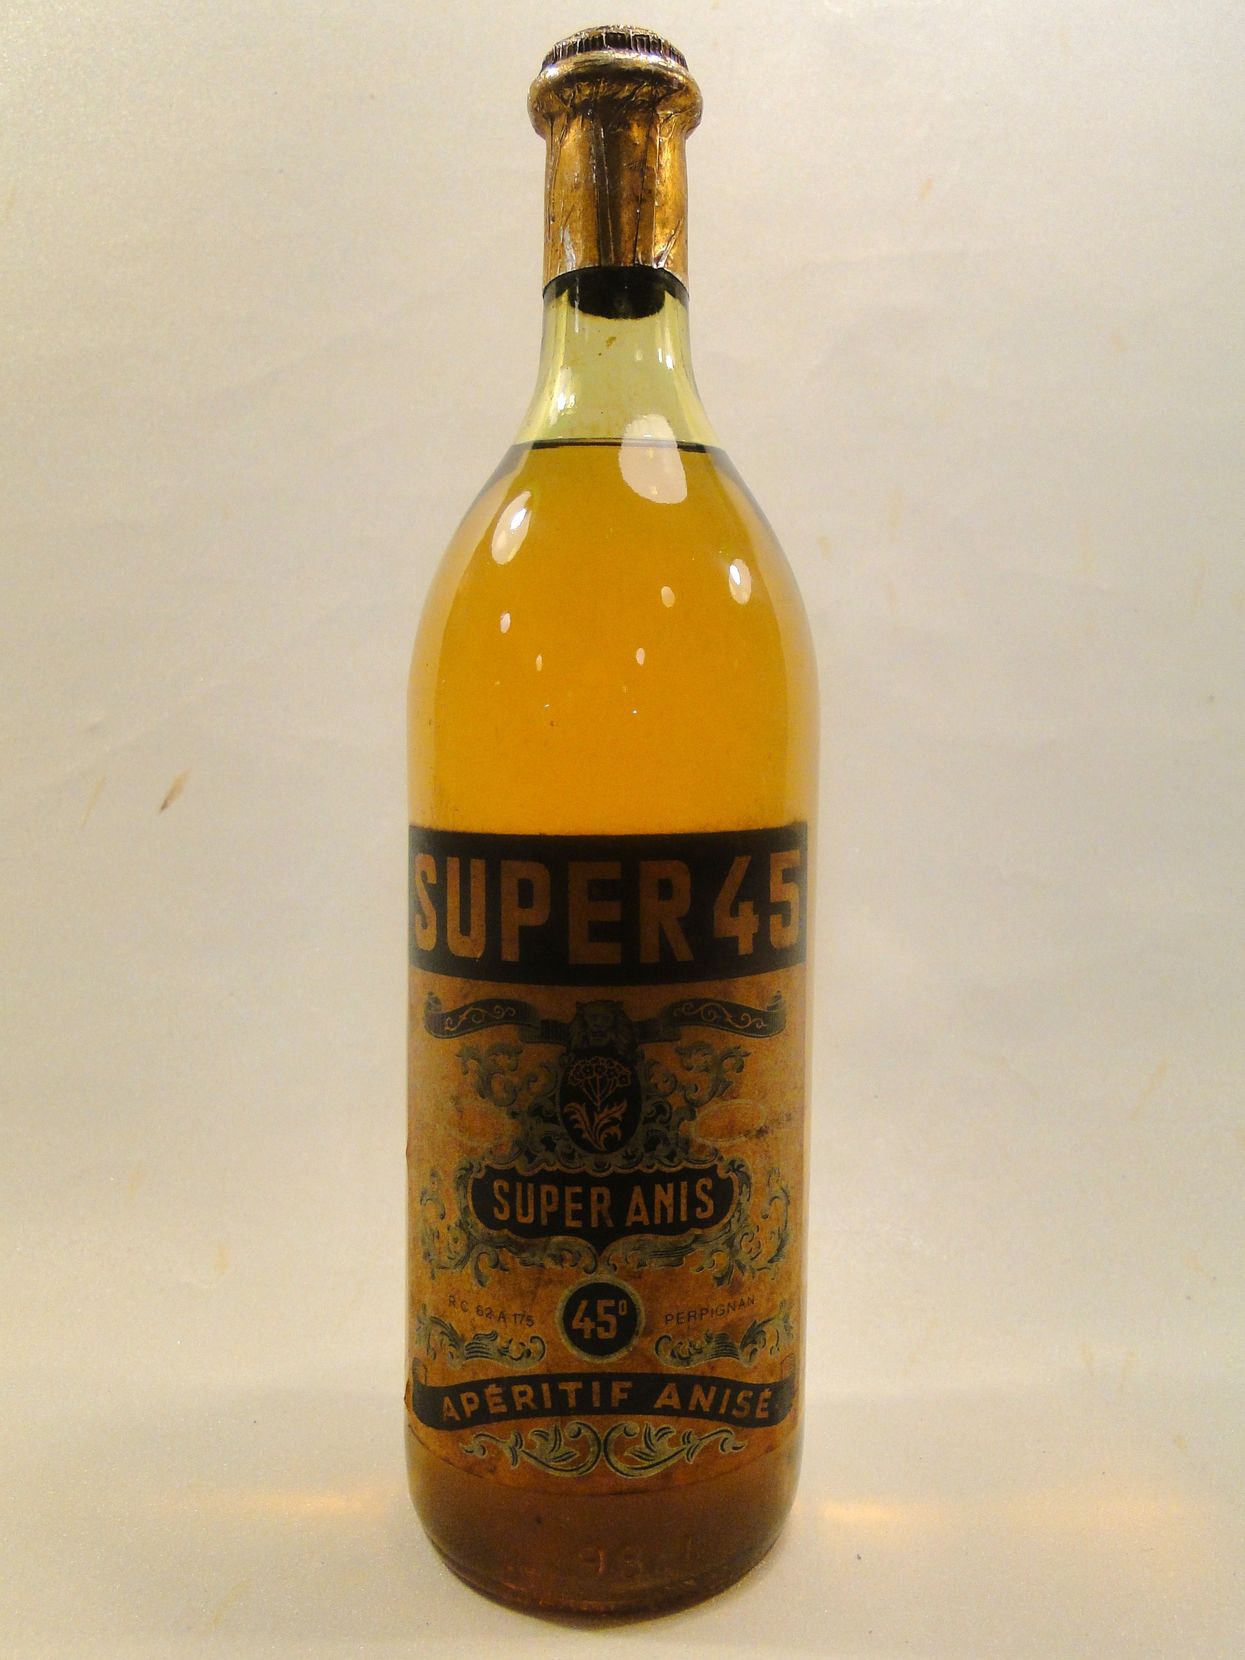 SUPER 45
SUPER ANIS
R.C. 62 A 175 45° PERPIGNAN
APÉRITIF ANISÉ